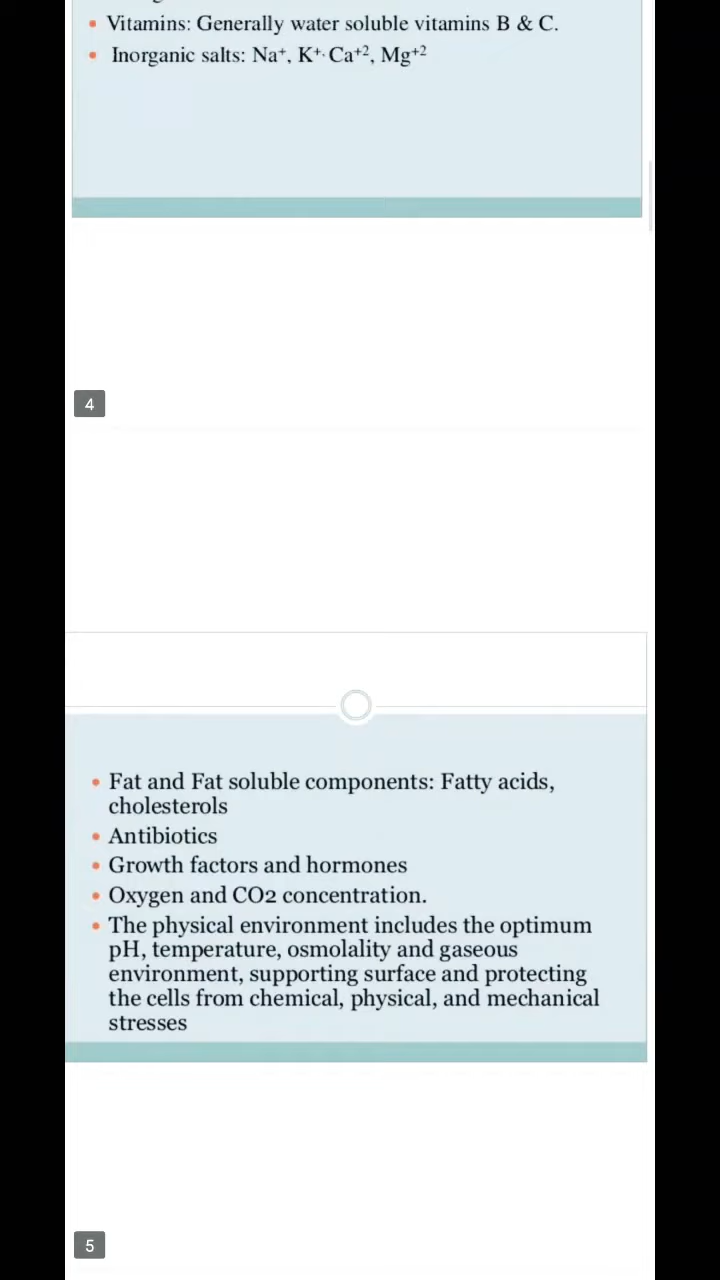 • Vitamins: Generally water soluble vitamins B & C.
• Inorganic salts: Na⁺, K⁺· Ca⁺², Mg⁺²
4
• Fat and Fat soluble components: Fatty acids,
cholesterols
• Antibiotics
• Growth factors and hormones
• Oxygen and CO2 concentration.
• The physical environment includes the optimum
pH, temperature, osmolality and gaseous
environment, supporting surface and protecting
the cells from chemical, physical, and mechanical
stresses
5